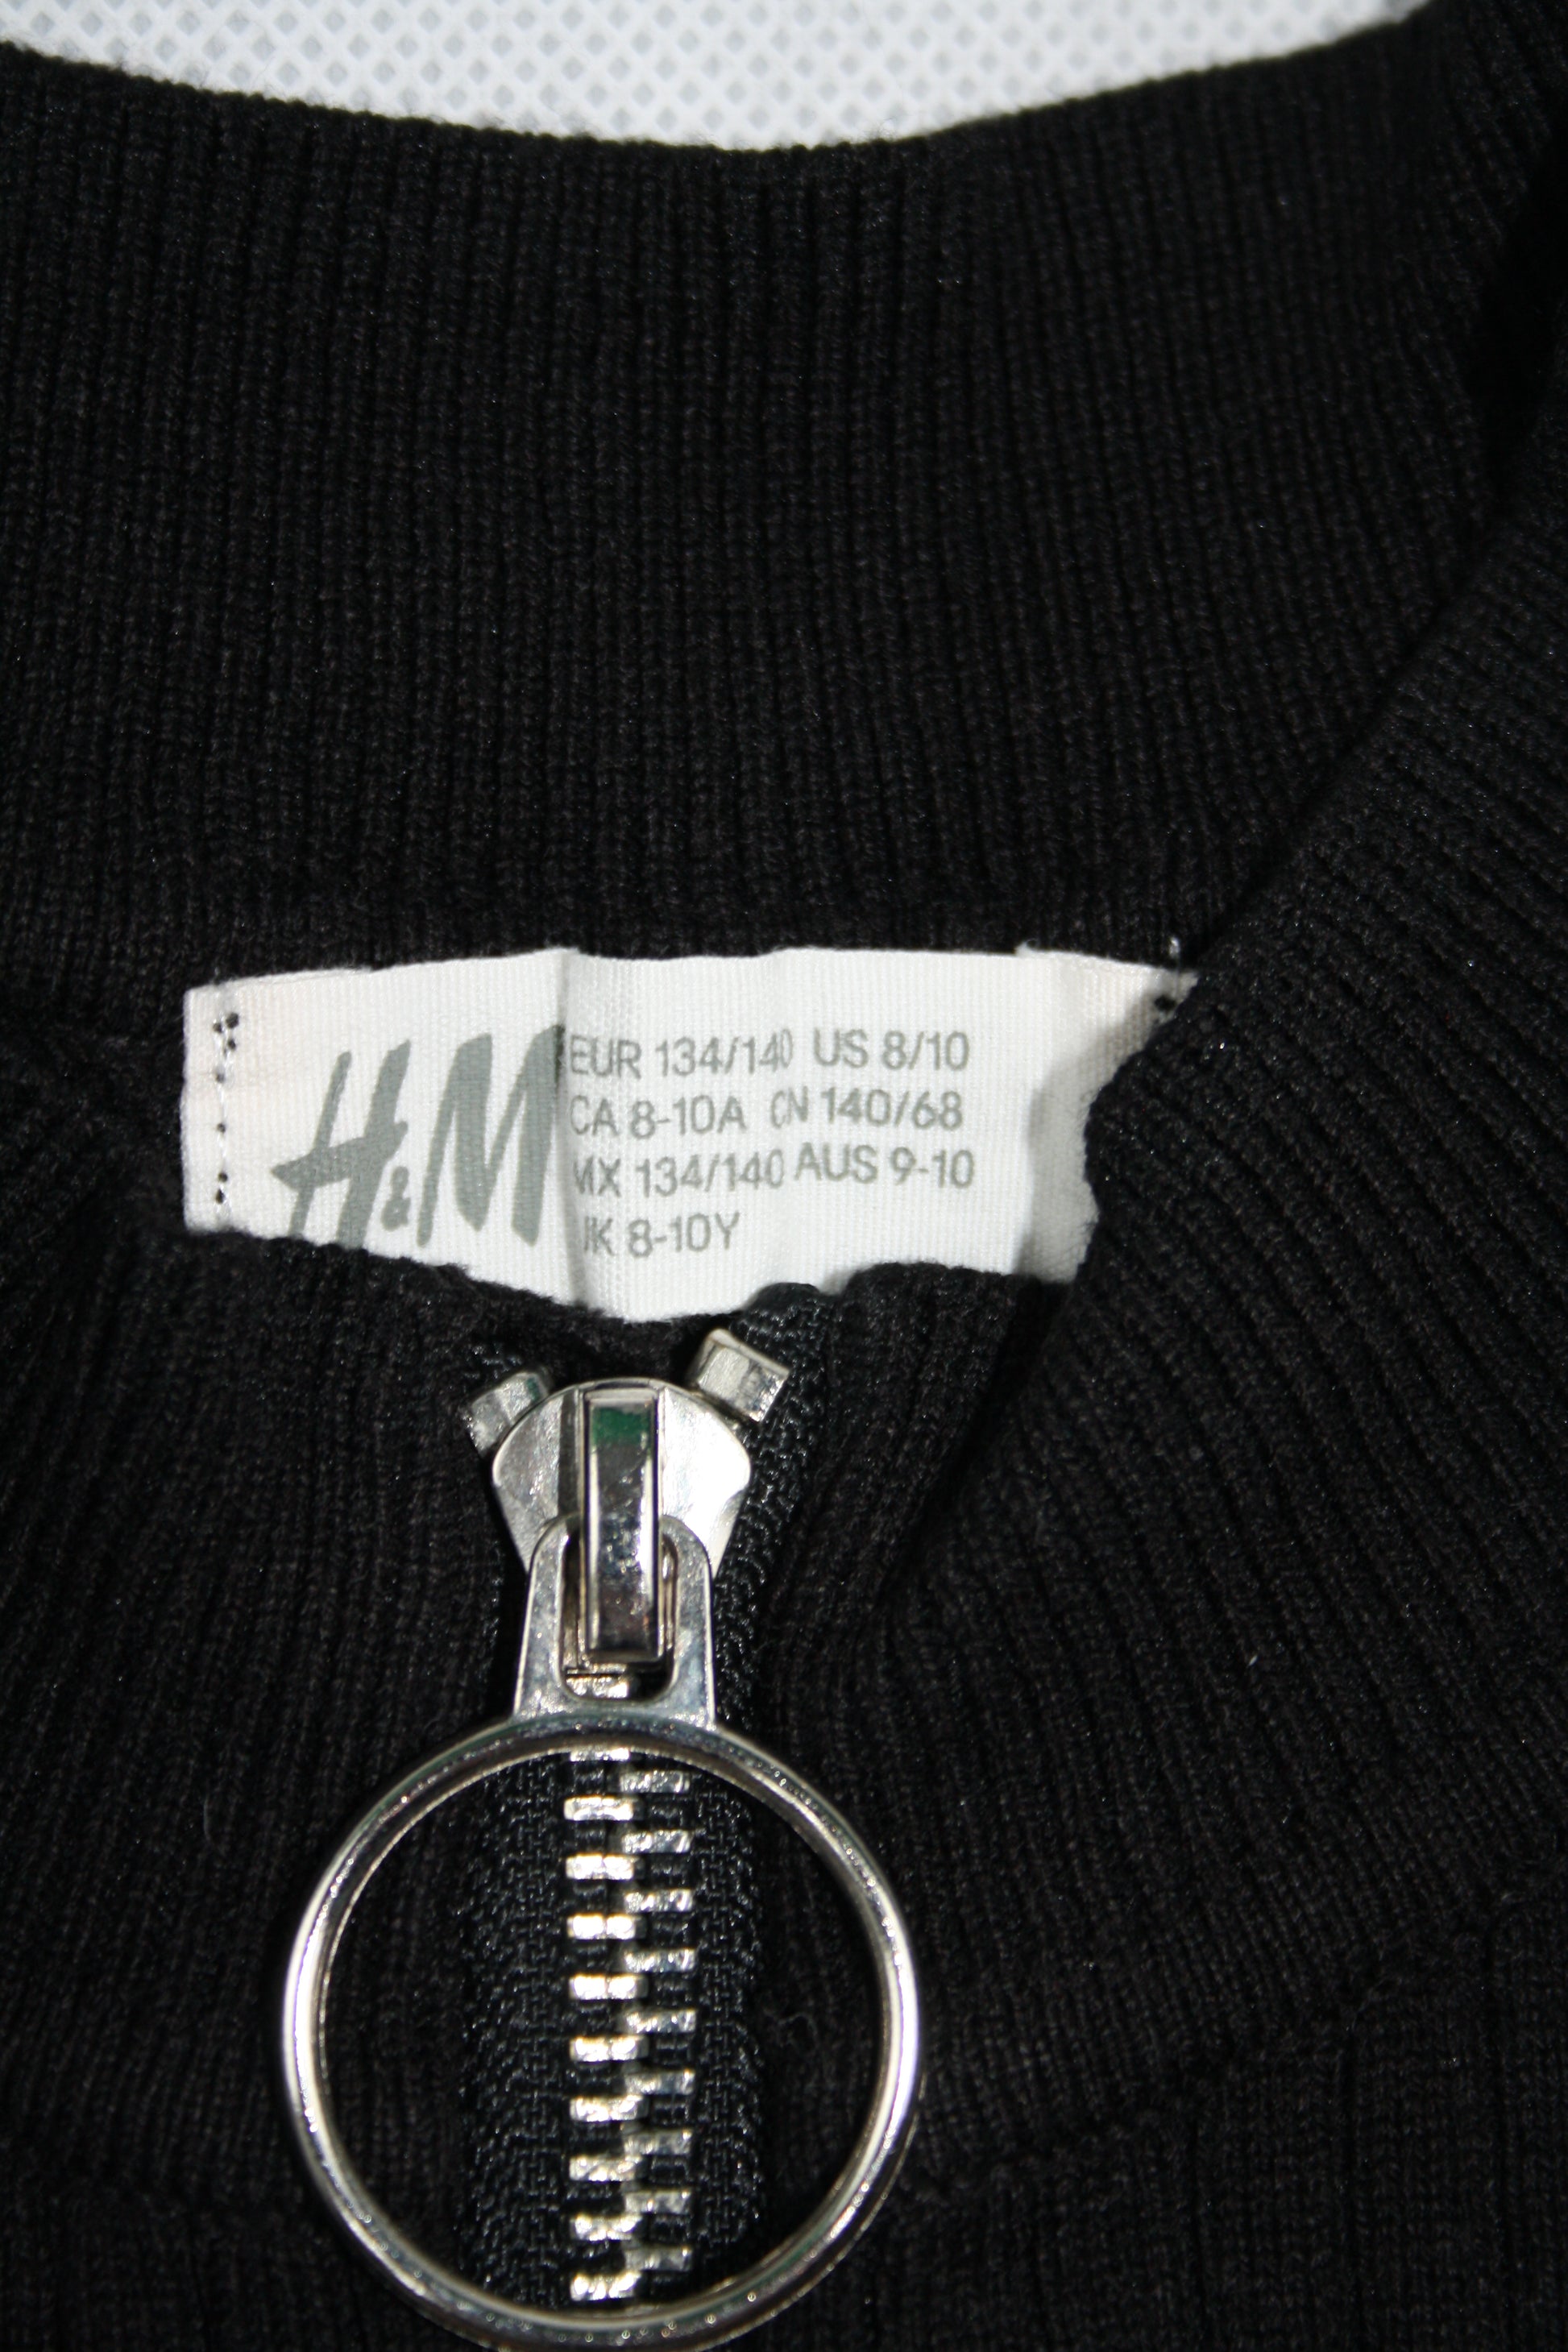 H&M
EUR 134/140 US 8/10
CA 8-10A CN 140/68
MX 134/140 AUS 9-10
UK 8-10Y